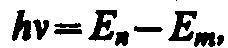 hν = Eₙ − Eₘ,